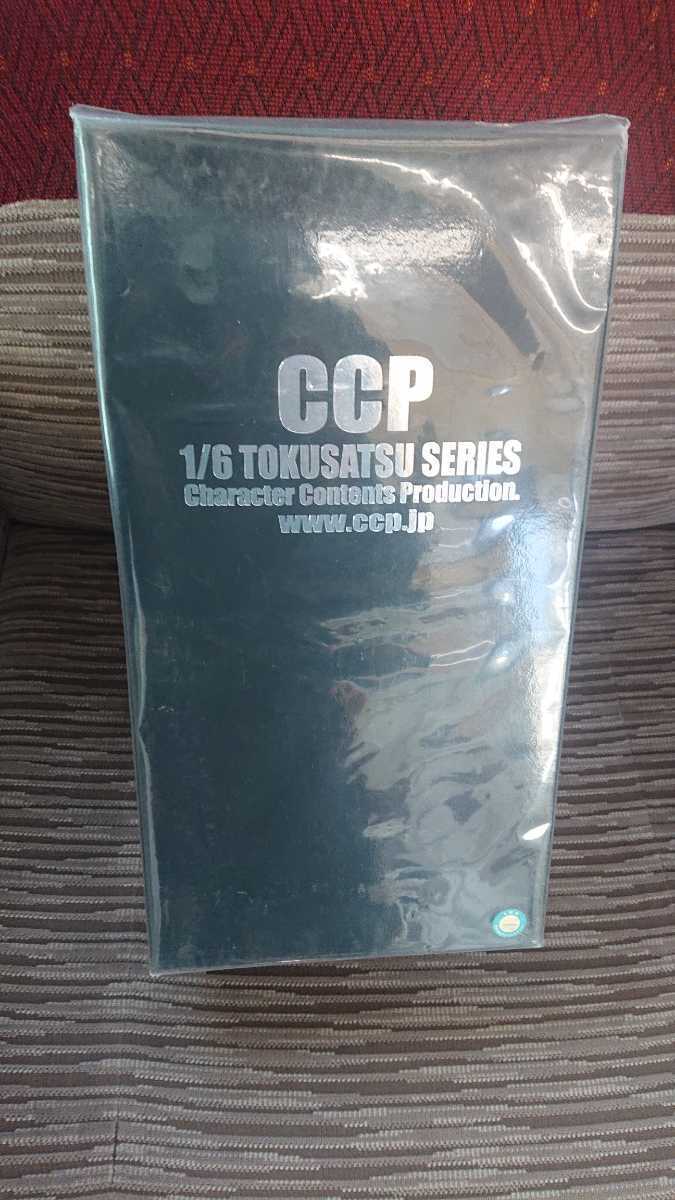 CCP
1/6 TOKUSATSU SERIES
Character Contents Production.
www.ccp.jp